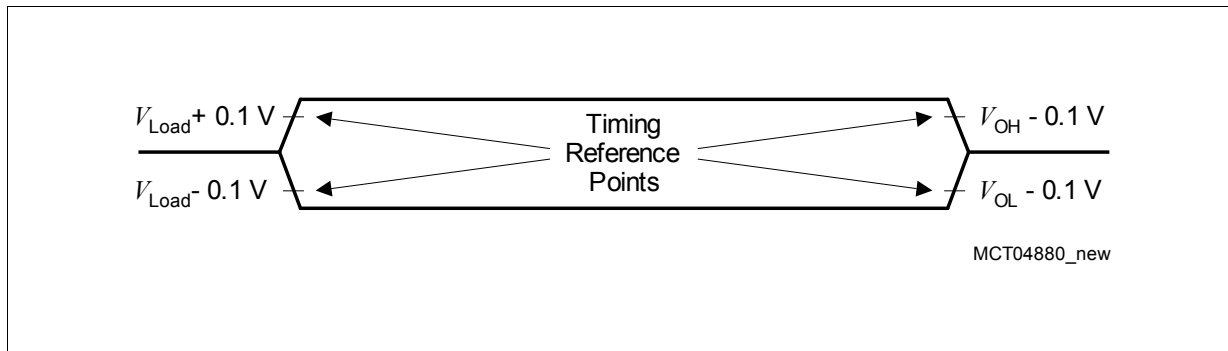 V_Load + 0.1 V
V_Load - 0.1 V
Timing
Reference
Points
V_OH - 0.1 V
V_OL - 0.1 V
MCT04880_new